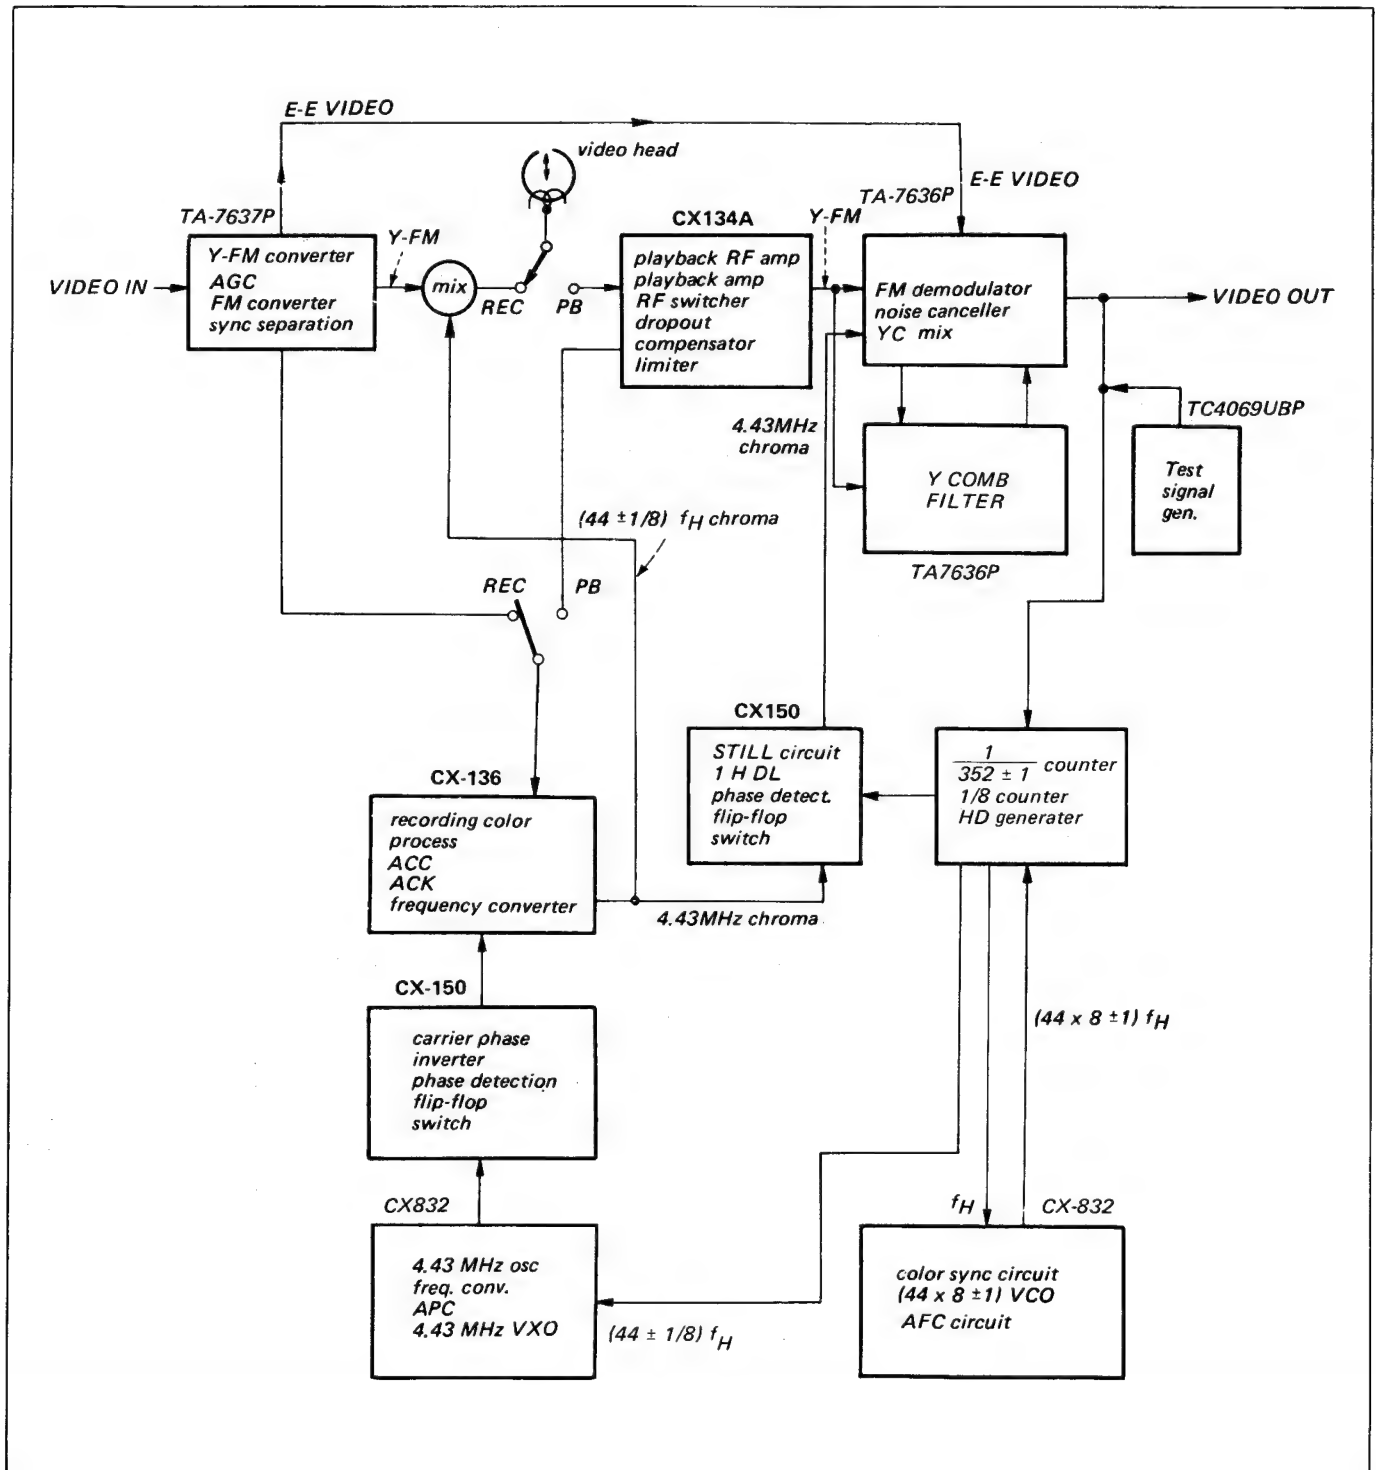 E-E VIDEO
video head
E-E VIDEO
TA-7637P
Y-FM converter
AGC
FM converter
sync separation
VIDEO IN
Y-FM
mix
REC
PB
CX134A
playback RF amp
playback amp
RF switcher
dropout
compensator
limiter
Y-FM
TA-7636P
FM demodulator
noise canceller
YC mix
VIDEO OUT
4.43MHz
chroma
Y COMB
FILTER
TA7636P
TC4069UBP
Test
signal
gen.
(44 ± 1/8) fH chroma
REC
PB
CX150
STILL circuit
1 H DL
phase detect.
flip-flop
switch
1
352 ± 1 counter
1/8 counter
HD generater
CX-136
recording color
process
ACC
ACK
frequency converter
4.43MHz chroma
CX-150
carrier phase
inverter
phase detection
flip-flop
switch
(44 x 8 ± 1) fH
CX832
4.43 MHz osc
freq. conv.
APC
4.43 MHz VXO
(44 ± 1/8) fH
fH
CX-832
color sync circuit
(44 x 8 ± 1) VCO
AFC circuit